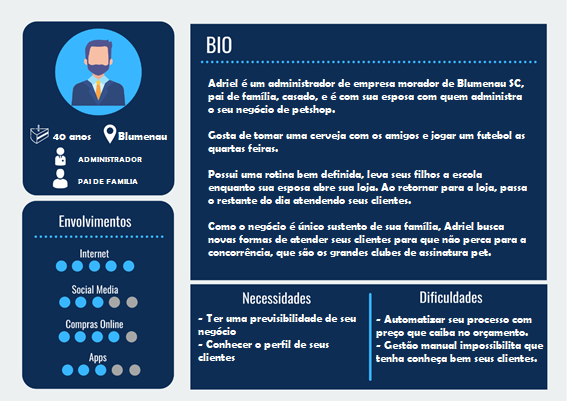 40 anos
Blumenau
ADMINISTRADOR
PAI DE FAMILIA
Envolvimentos
Internet
Social Media
Compras Online
Apps
BIO
Adriel é um administrador de empresa morador de Blumenau SC,
pai de família, casado, e é com sua esposa com quem administra
o seu negócio de petshop.
Gosta de tomar uma cerveja com os amigos e jogar um futebol as
quartas feiras.
Possui uma rotina bem definida, leva seus filhos a escola
enquanto sua esposa abre sua loja. Ao retornar para a loja, passa
o restante do dia atendendo seus clientes.
Como o negócio é único sustento de sua família, Adriel busca
novas formas de atender seus clientes para que não perca para a
concorrência, que são os grandes clubes de assinatura pet.
Necessidades
- Ter uma previsibilidade de seu
negócio
- Conhecer o perfil de seus
clientes
Dificuldades
- Automatizar seu processo com
preço que caiba no orçamento.
- Gestão manual impossibilita que
tenha conheça bem seus clientes.